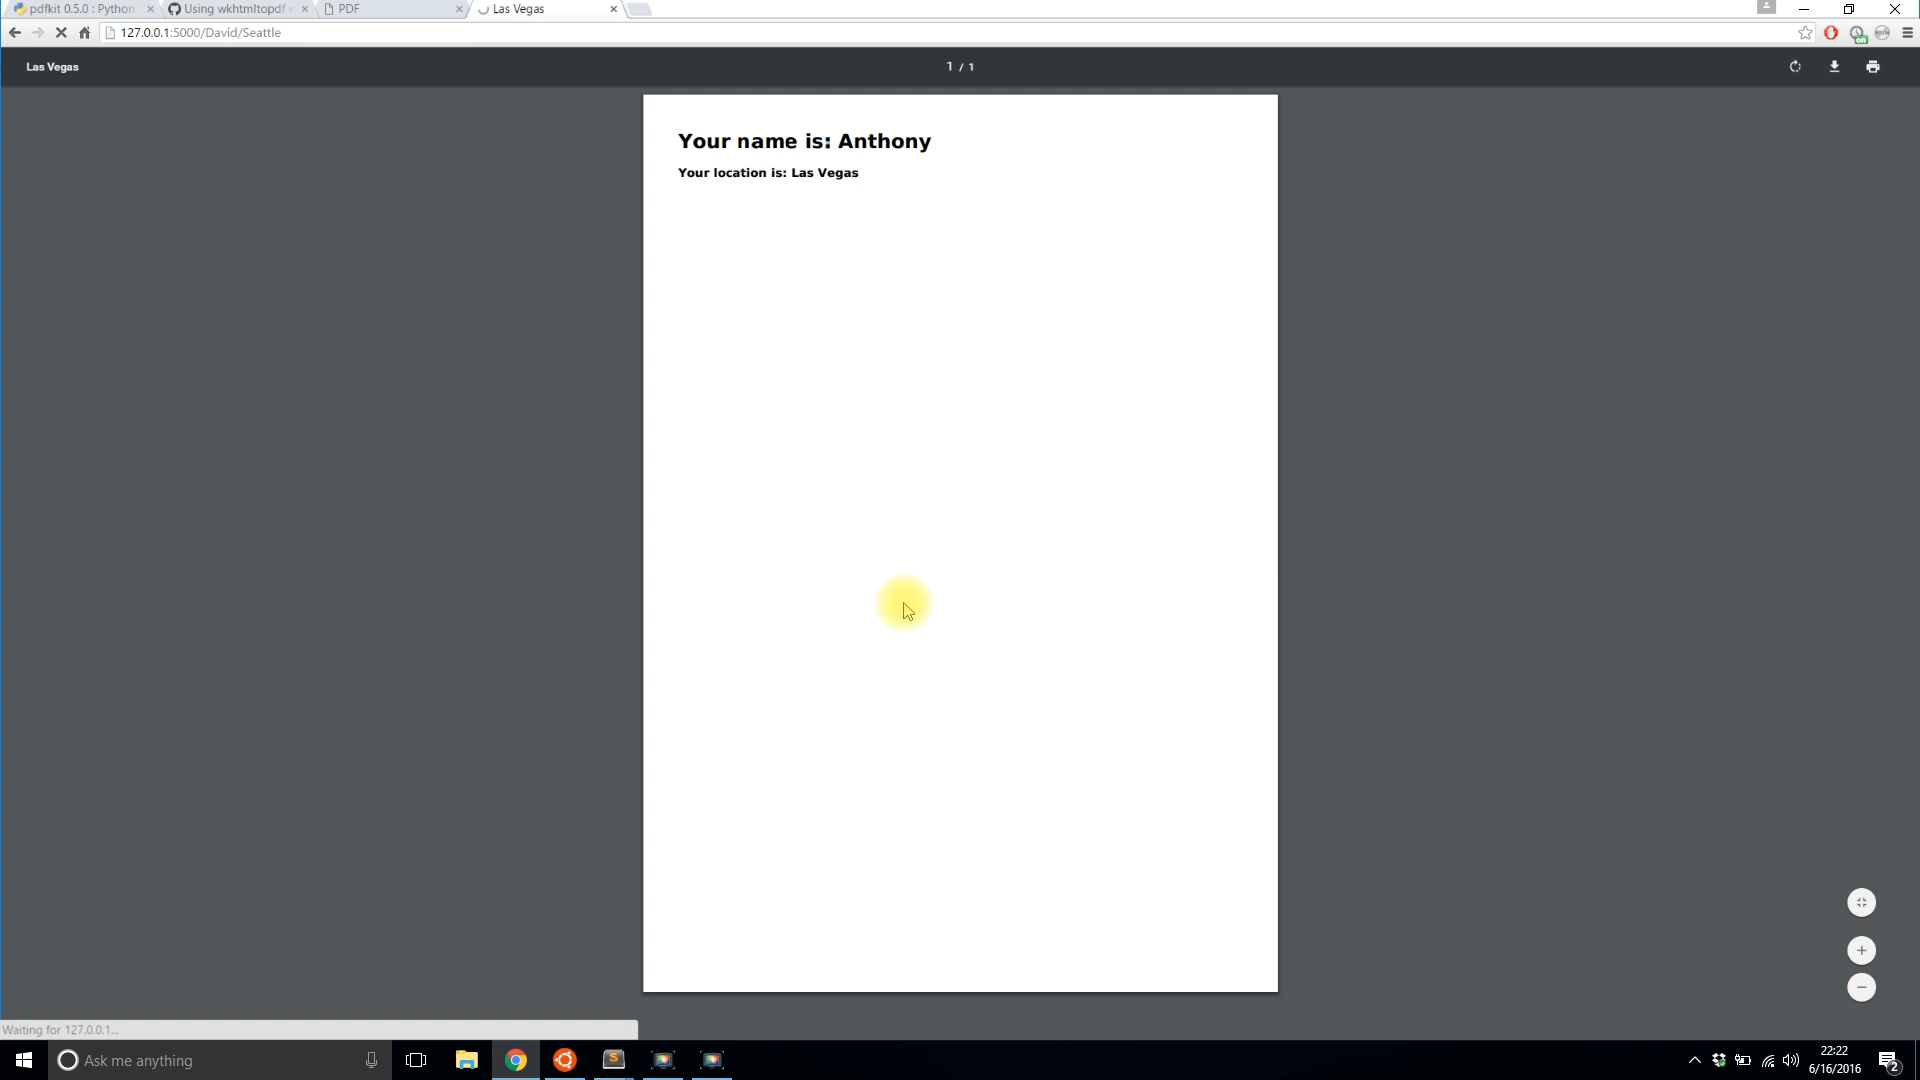 pdfkit 0.5.0 : Python
Using wkhtmltopdf
PDF
Las Vegas
127.0.0.1:5000/David/Seattle
Las Vegas
1 / 1
Your name is: Anthony
Your location is: Las Vegas
Waiting for 127.0.0.1...
Ask me anything
22:22
6/16/2016
2